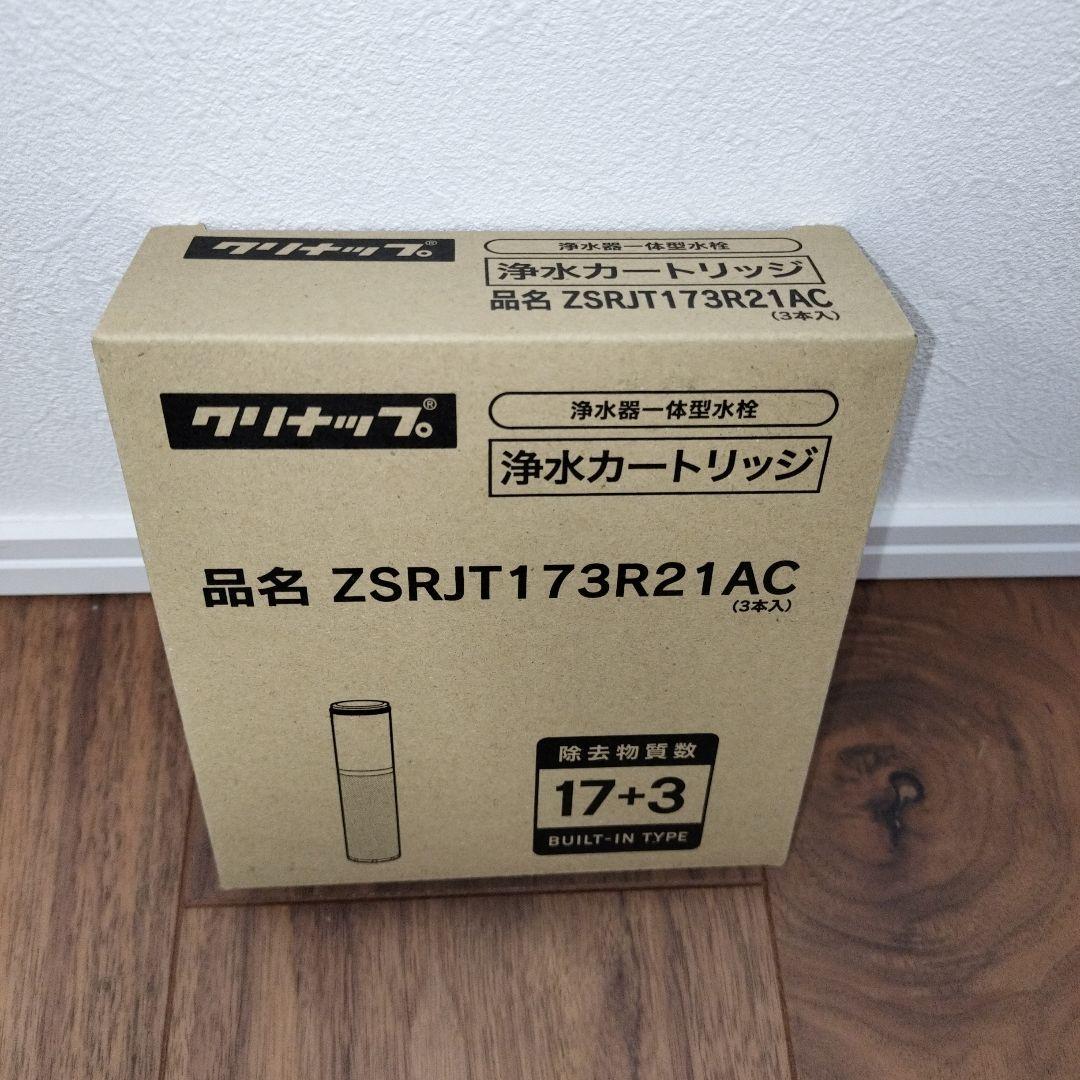 クリナップ®
浄水器一体型水栓
浄水カートリッジ
品名 ZSRJT173R21AC
(3本入)
クリナップ®
浄水器一体型水栓
浄水カートリッジ
品名 ZSRJT173R21AC
(3本入)
除去物質数
17+3
BUILT-IN TYPE